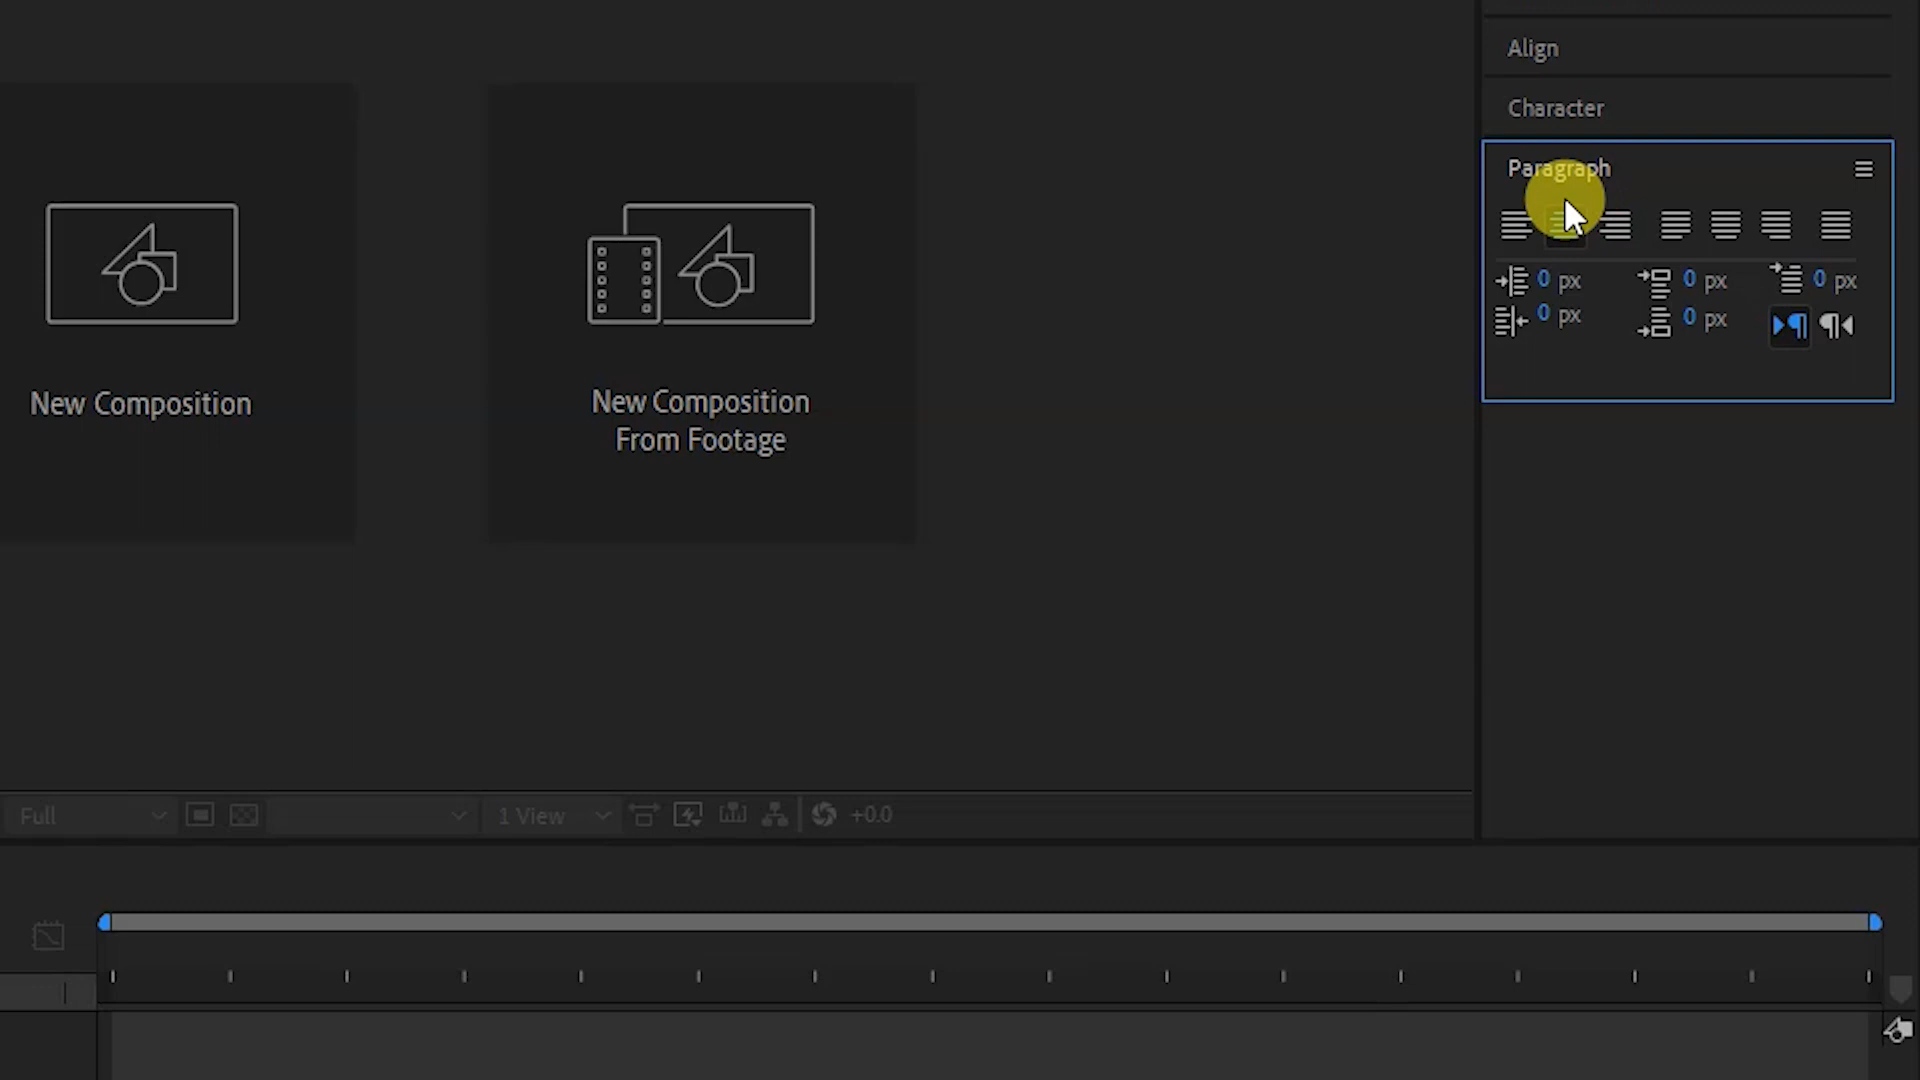 Align
Character
Paragraph
0 px 0 px 0 px
0 px 0 px
New Composition
New Composition
From Footage
Full 1 View +0.0